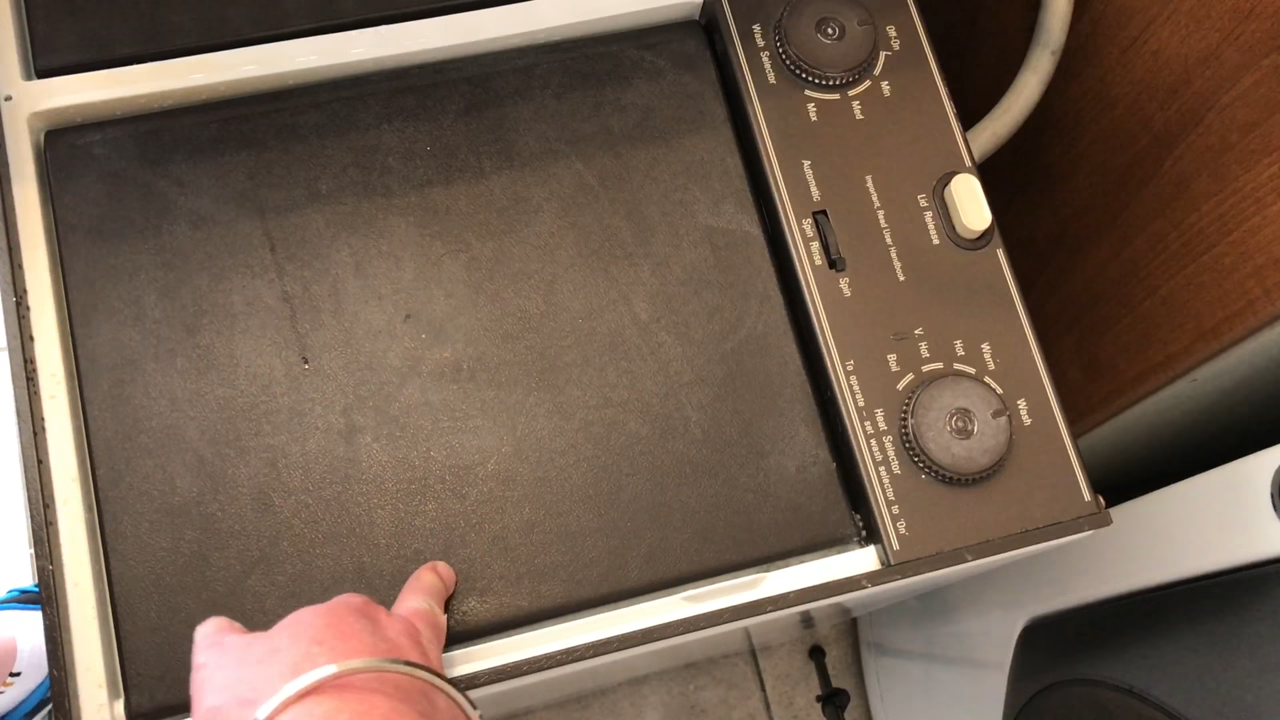 Wash Selector
Off-On
Min
Med
Max
Automatic
Spin Rinse
Spin
Important, Read User Handbook
Lid Release
Boil
V. Hot
Hot
Warm
Wash
Heat Selector
To operate – set wash selector to 'On'